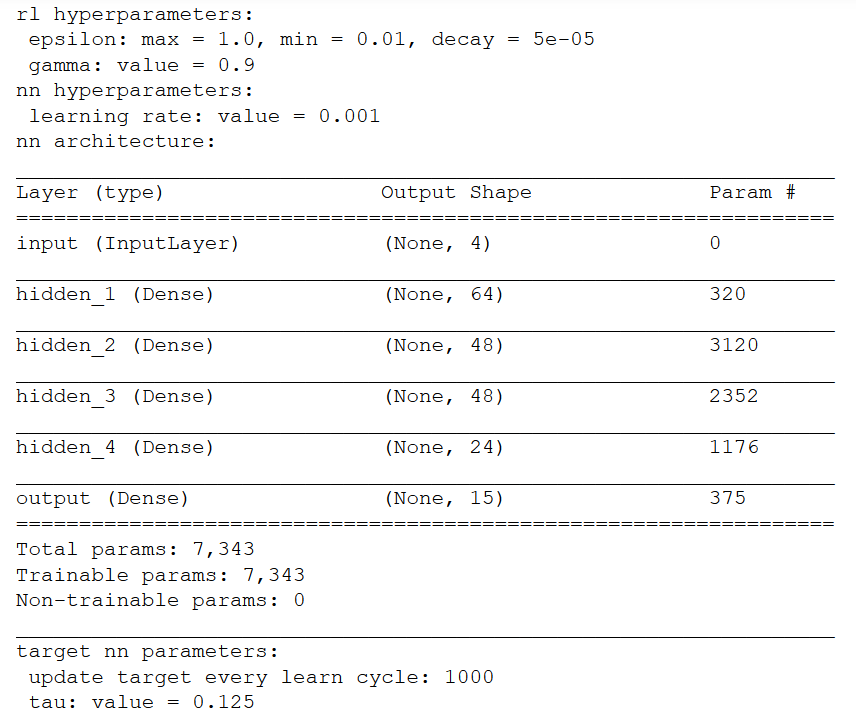 rl hyperparameters:
epsilon: max = 1.0, min = 0.01, decay = 5e-05
gamma: value = 0.9
nn hyperparameters:
learning rate: value = 0.001
nn architecture:
Layer (type) Output Shape Param #
=================================================================
input (InputLayer) (None, 4) 0
hidden_1 (Dense) (None, 64) 320
hidden_2 (Dense) (None, 48) 3120
hidden_3 (Dense) (None, 48) 2352
hidden_4 (Dense) (None, 24) 1176
output (Dense) (None, 15) 375
=================================================================
Total params: 7,343
Trainable params: 7,343
Non-trainable params: 0
target nn parameters:
update target every learn cycle: 1000
tau: value = 0.125